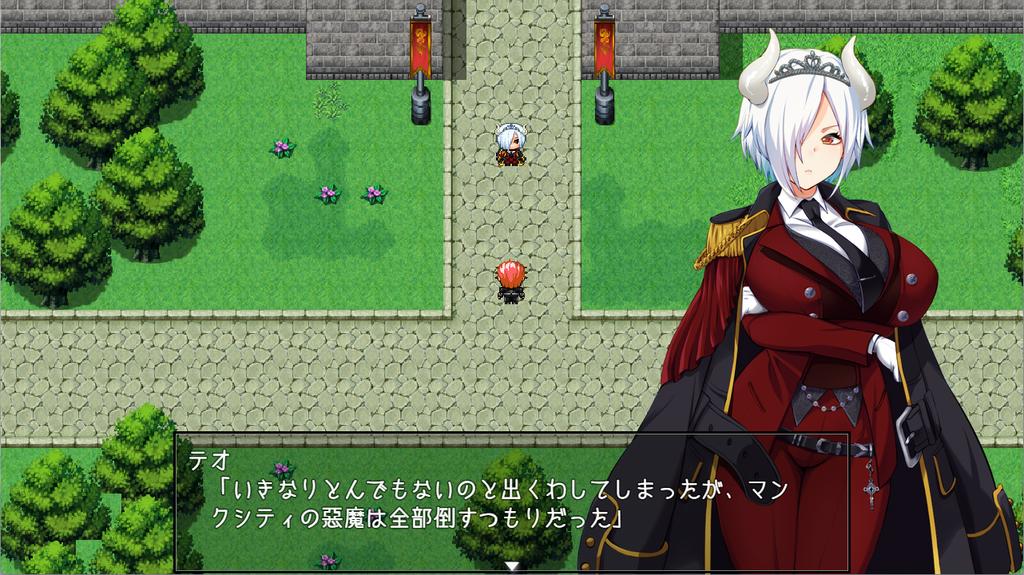 テオ
「いきなりとんでもないのと出くわしてしまったが、マン
クシティの惡魔は全部倒すつもりだった」